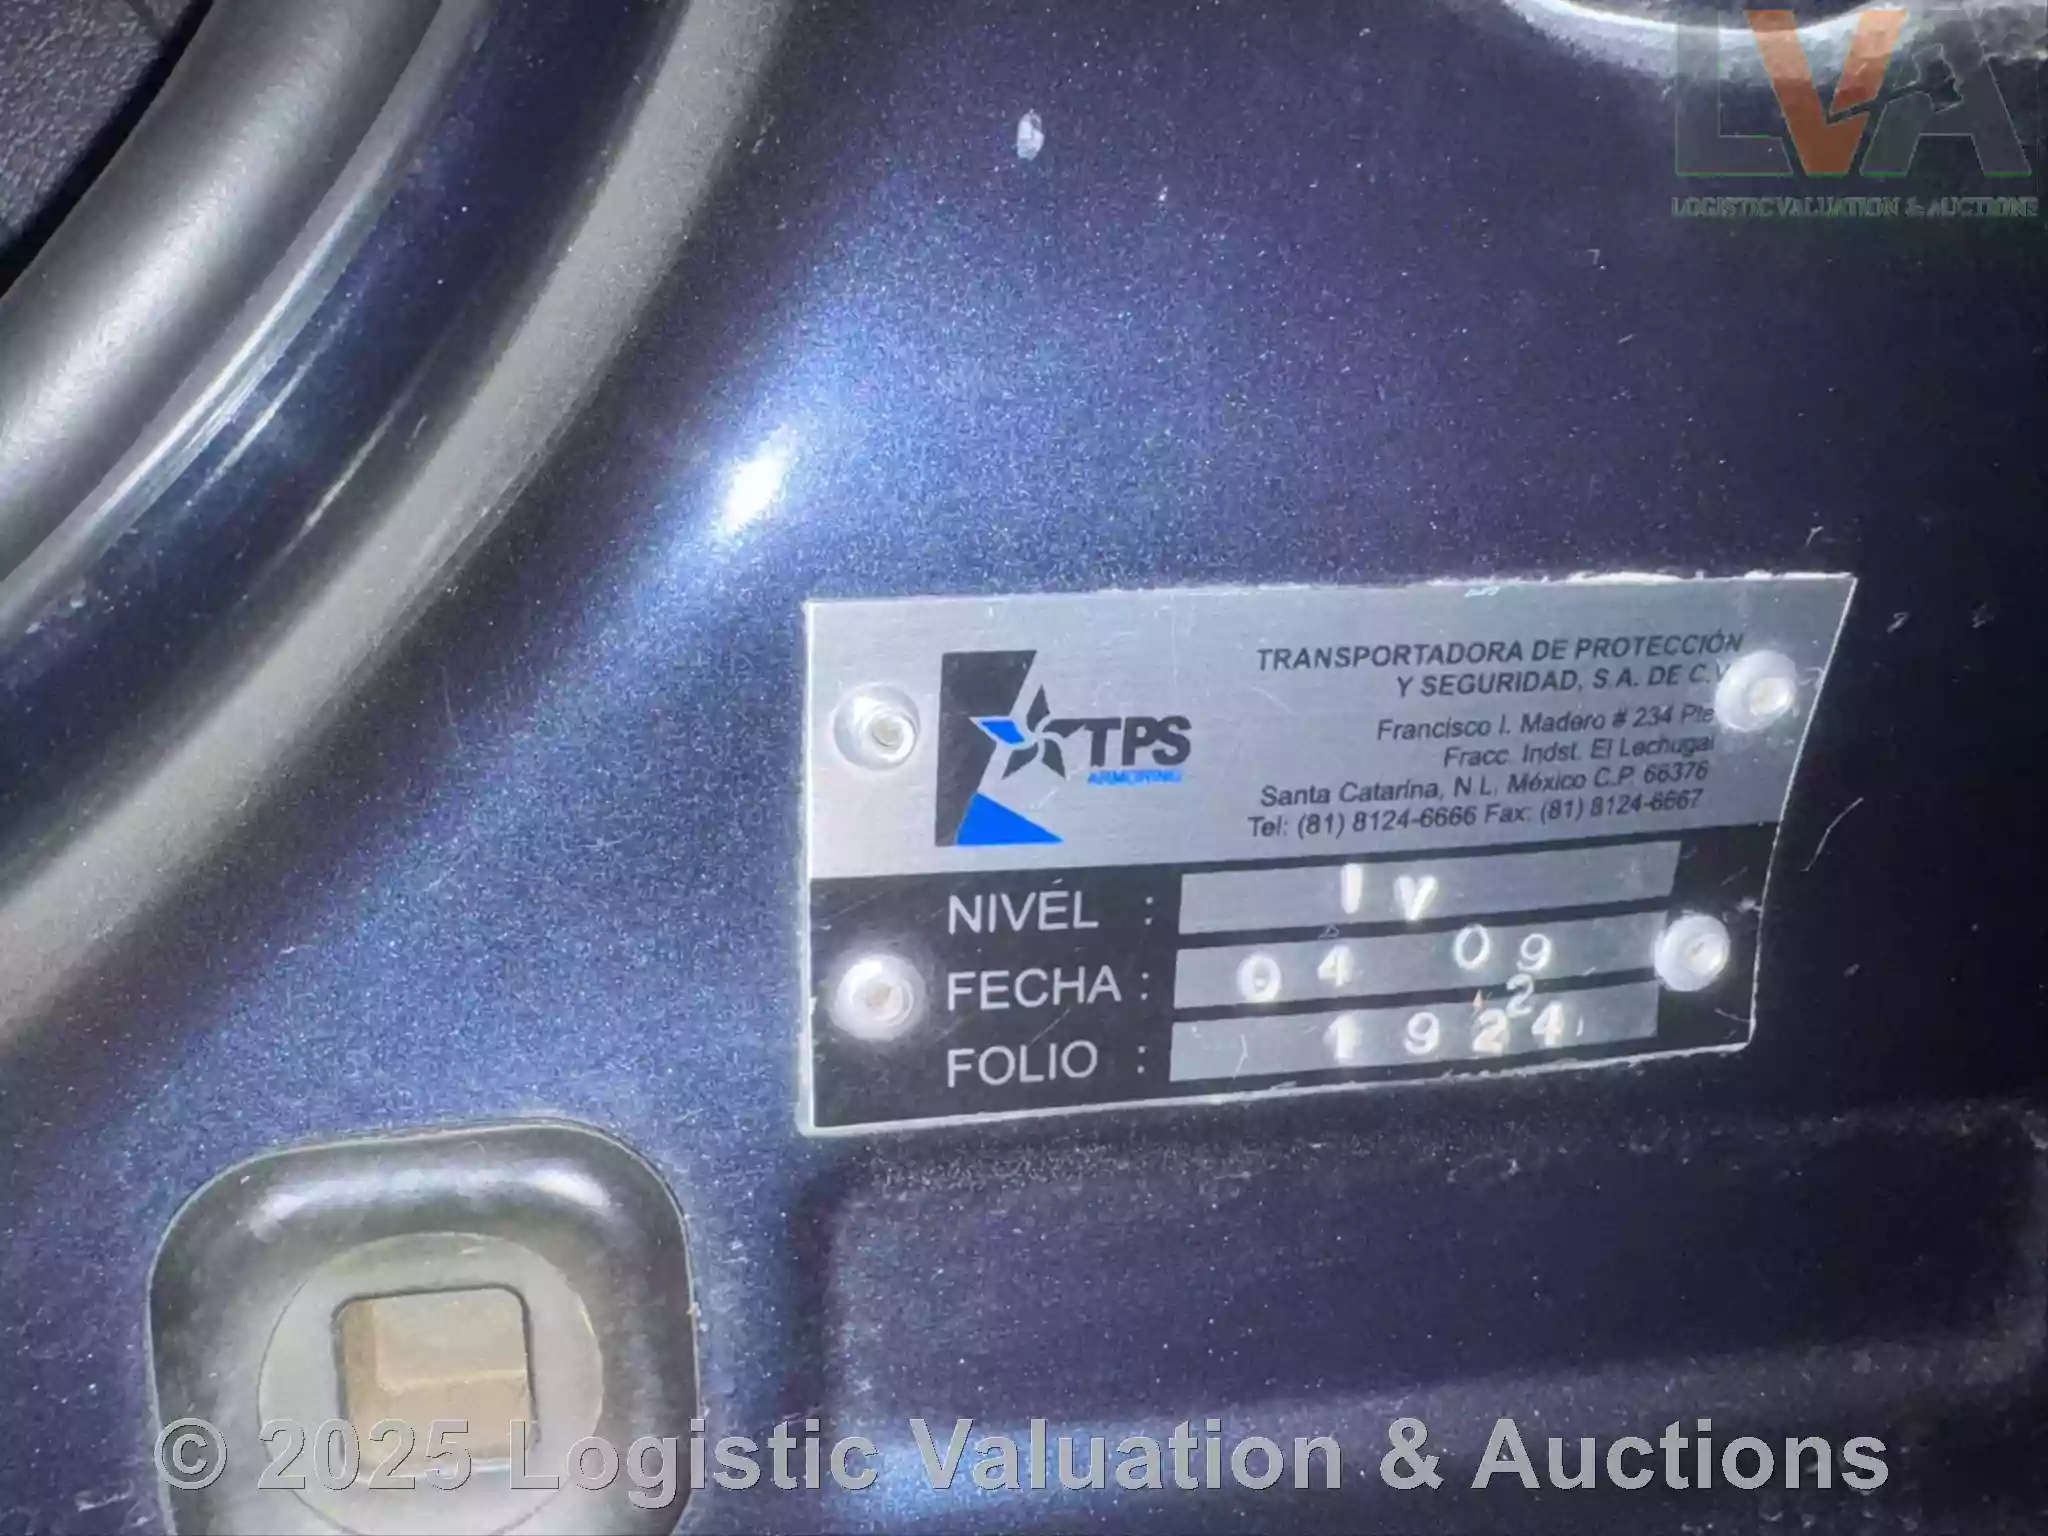 LVA
LOGISTIC VALUATION & AUCTIONS
TPS
ARMORING
TRANSPORTADORA DE PROTECCIÓN
Y SEGURIDAD, S.A. DE C.V
Francisco I. Madero # 234 Pte
Fracc. Indst. El Lechugal
Santa Catarina, N.L. México C.P. 66376
Tel: (81) 8124-6666 Fax: (81) 8124-6667
NIVÉL : IV
FECHA : 04 09
FOLIO : 1924
2
© 2025 Logistic Valuation & Auctions